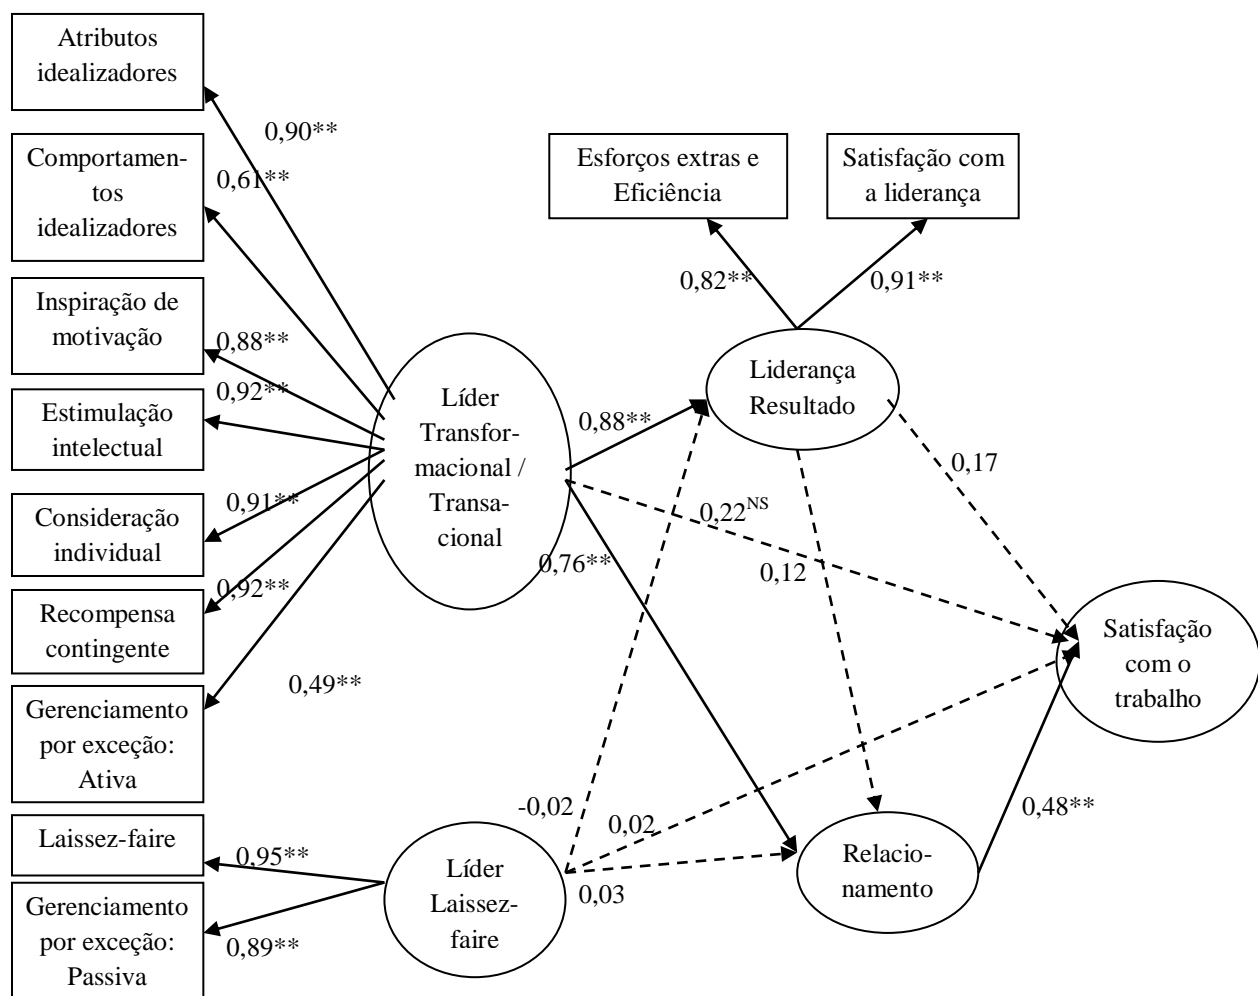 Atributos
idealizadores
0,90**
Comportamen-
tos
idealizadores
0,61**
Inspiração de
motivação
0,88**
Estimulação
intelectual
0,92**
Consideração
individual
0,91**
Recompensa
contingente
0,92**
Gerenciamento
por exceção:
Ativa
0,49**
Laissez-faire
0,95**
Gerenciamento
por exceção:
Passiva
0,89**
Líder
Transfor-
macional /
Transa-
cional
Líder
Laissez-
faire
Esforços extras e
Eficiência
Satisfação com
a liderança
0,82**
0,91**
Liderança
Resultado
0,88**
0,17
0,22NS
0,76**
0,12
-0,02
0,02
0,03
Relacio-
namento
0,48**
Satisfação
com o
trabalho